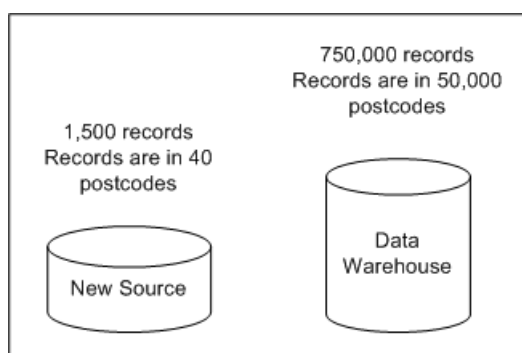 1,500 records
Records are in 40
postcodes
New Source
750,000 records
Records are in 50,000
postcodes
Data
Warehouse